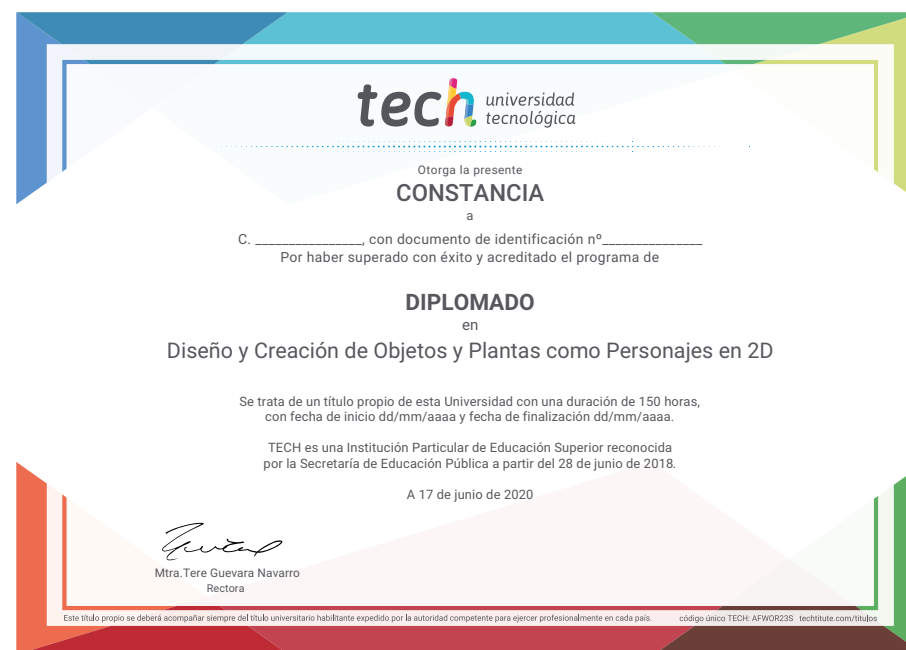 tech universidad
tecnológica
Otorga la presente
CONSTANCIA
a
C. ________________, con documento de identificación nº_______________
Por haber superado con éxito y acreditado el programa de
DIPLOMADO
en
Diseño y Creación de Objetos y Plantas como Personajes en 2D
Se trata de un título propio de esta Universidad con una duración de 150 horas,
con fecha de inicio dd/mm/aaaa y fecha de finalización dd/mm/aaaa.
TECH es una Institución Particular de Educación Superior reconocida
por la Secretaría de Educación Pública a partir del 28 de junio de 2018.
A 17 de junio de 2020
Mtra.Tere Guevara Navarro
Rectora
Este título propio se deberá acompañar siempre del título universitario habilitante expedido por la autoridad competente para ejercer profesionalmente en cada país. código único TECH: AFWOR23S techtitute.com/títulos